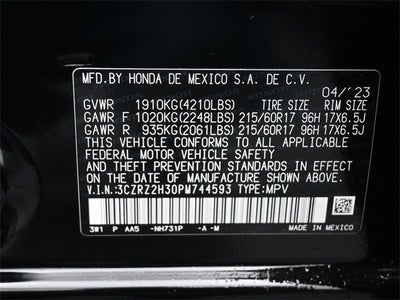 MFD.BY HONDA DE MEXICO S.A. DE C.V.
04/'23
GVWR 1910KG(4210LBS) TIRE SIZE RIM SIZE
GAWR F 1020KG(2248LBS) 215/60R17 96H 17X6.5J
GAWR R 935KG(2061LBS) 215/60R17 96H 17X6.5J
THIS VEHICLE CONFORMS TO ALL APPLICABLE
FEDERAL MOTOR VEHICLE SAFETY, BUMPER,
AND THEFT PREVENTION STANDARDS IN EFFECT
ON THE DATE OF MANUFACTURE SHOWN ABOVE.
V.I.N.:3CZRZ2H30PM744593 TYPE:MPV
3W1 P AA5 -NH731P -A -M MADE IN MEXICO